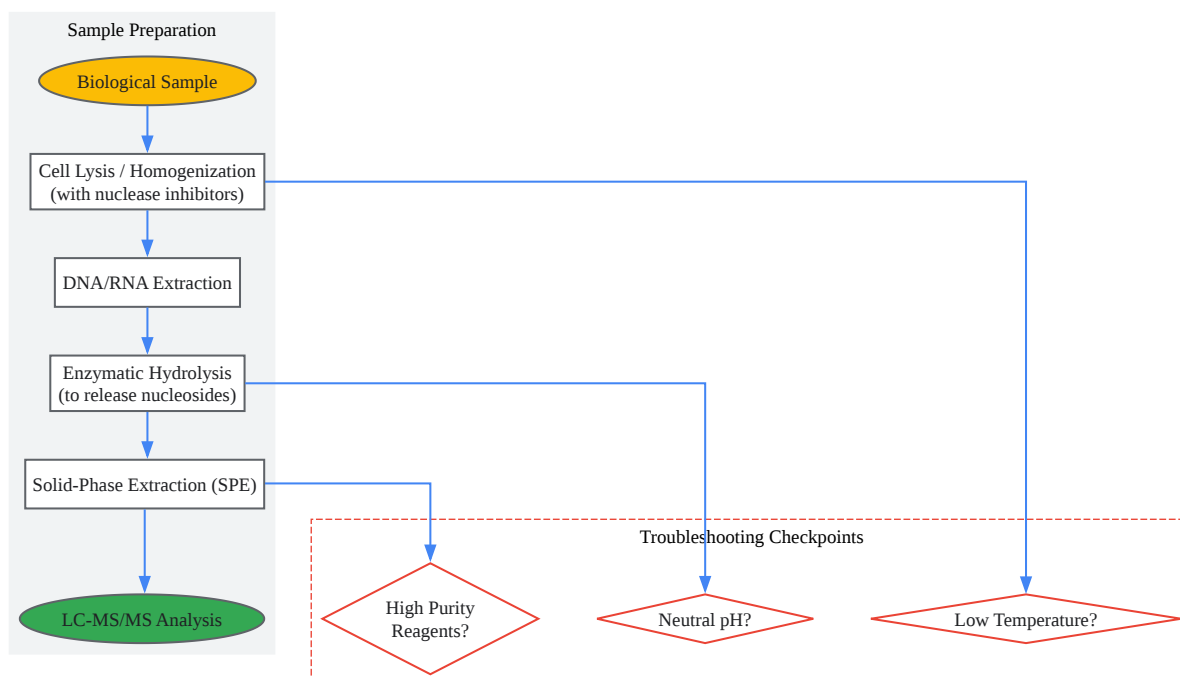 Sample Preparation
Biological Sample
Cell Lysis / Homogenization
(with nuclease inhibitors)
DNA/RNA Extraction
Enzymatic Hydrolysis
(to release nucleosides)
Solid-Phase Extraction (SPE)
LC-MS/MS Analysis
Troubleshooting Checkpoints
High Purity
Reagents?
Neutral pH?
Low Temperature?